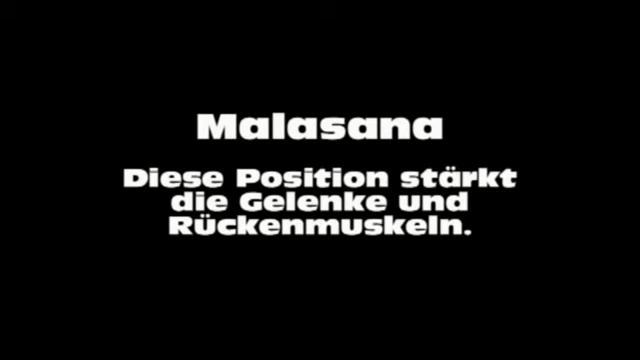 Malasana
Diese Position stärkt
die Gelenke und
Rückenmuskeln.